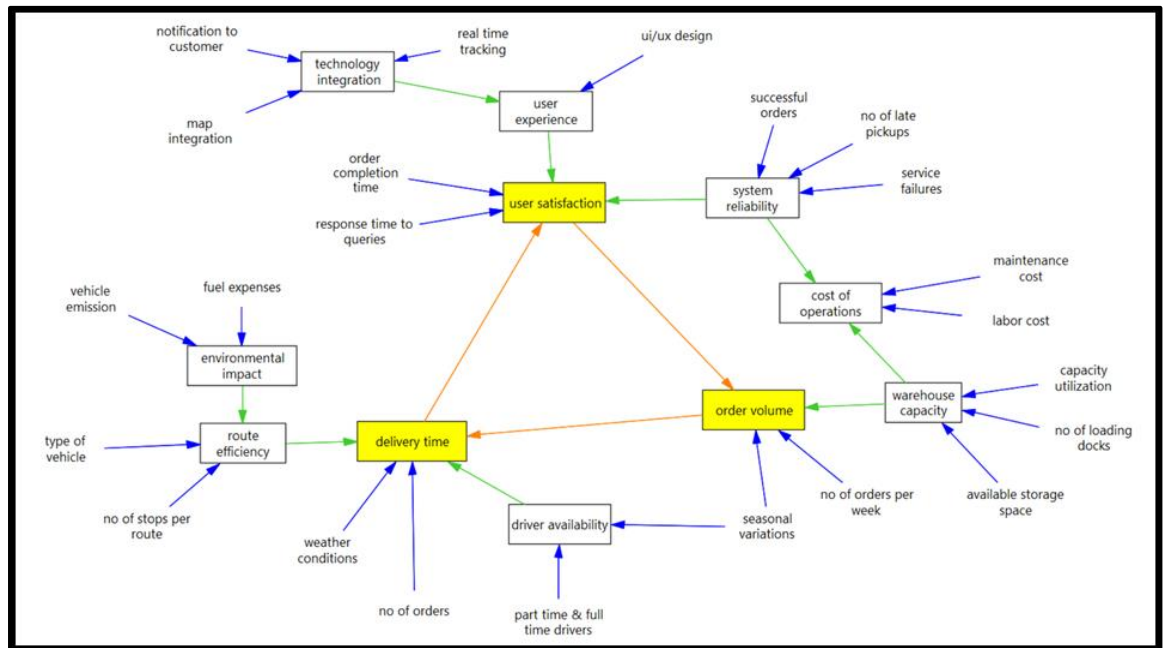 notification to
customer
real time
tracking
ui/ux design
technology
integration
map
integration
user
experience
successful
orders
no of late
pickups
order
completion
time
service
failures
system
reliability
user satisfaction
response time to
queries
maintenance
cost
cost of
operations
labor cost
vehicle
emission
fuel expenses
environmental
impact
capacity
utilization
warehouse
capacity
order volume
type of
vehicle
route
efficiency
delivery time
no of loading
docks
no of stops per
route
weather
conditions
driver availability
seasonal
variations
no of orders per
week
available storage
space
no of orders
part time & full
time drivers